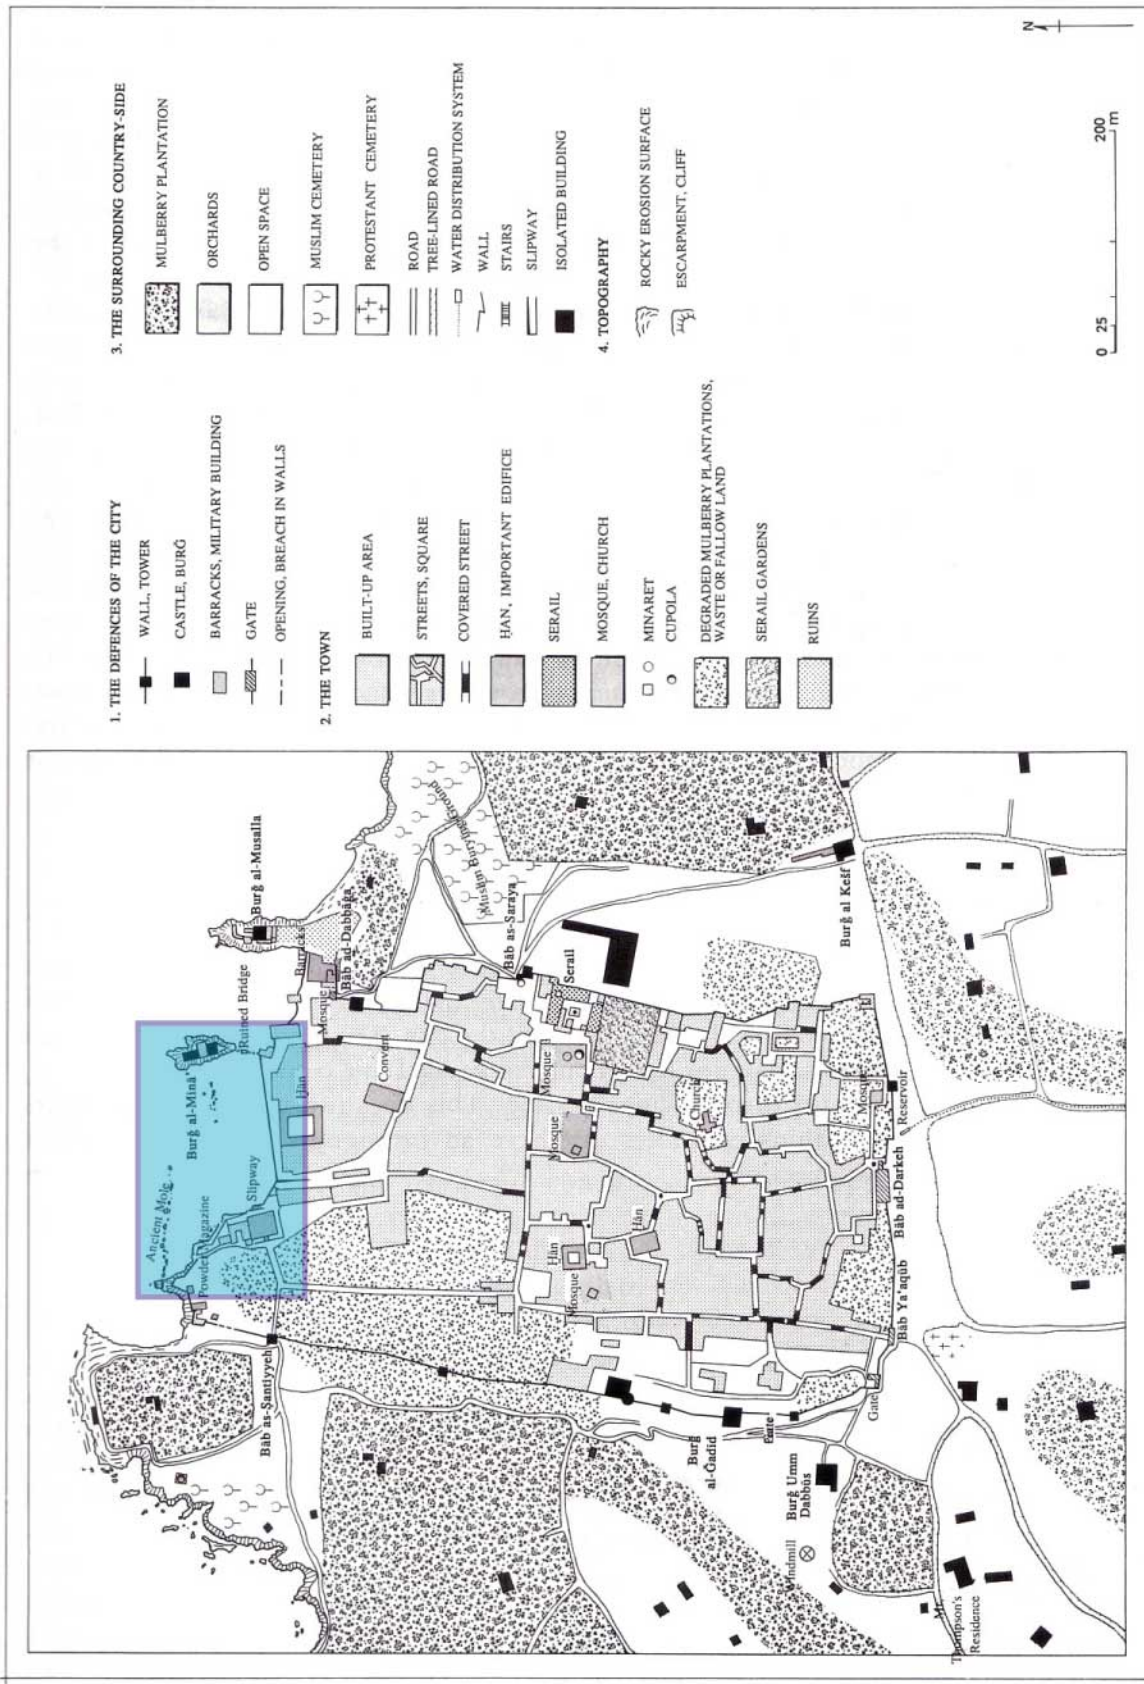 N
3. THE SURROUNDING COUNTRY-SIDE
MULBERRY PLANTATION
ORCHARDS
OPEN SPACE
MUSLIM CEMETERY
PROTESTANT CEMETERY
ROAD
TREE-LINED ROAD
WATER DISTRIBUTION SYSTEM
WALL
STAIRS
SLIPWAY
ISOLATED BUILDING
4. TOPOGRAPHY
ROCKY EROSION SURFACE
ESCARPMENT, CLIFF
0 25 200
m
1. THE DEFENCES OF THE CITY
WALL, TOWER
CASTLE, BURĞ
BARRACKS, MILITARY BUILDING
GATE
OPENING, BREACH IN WALLS
2. THE TOWN
BUILT-UP AREA
STREETS, SQUARE
COVERED STREET
ḪAN, IMPORTANT EDIFICE
SERAIL
MOSQUE, CHURCH
MINARET
CUPOLA
DEGRADED MULBERRY PLANTATIONS,
WASTE OR FALLOW LAND
SERAIL GARDENS
RUINS
Burğ al-Musalla
Barracks
Bāb ad-Dabbāġa
Mosque
Ruined Bridge
Burğ al-Minā'
Ancient Mole
Powder Magazine
Slipway
Hān
Convent
Muslim Burying Ground
Bāb as-Saraya
Serail
Mosque
Mosque
Church
Hān
Hān
Mosque
Bāb as-Santiyyeh
Burğ al Kešf
Mosque
Reservoir
Bāb ad-Darkeh
Bāb Ya'aqūb
Gate
Burğ
al-Ğadid
Burğ Umm
Dabbūs
Windmill
Mr.
Thompson's
Residence